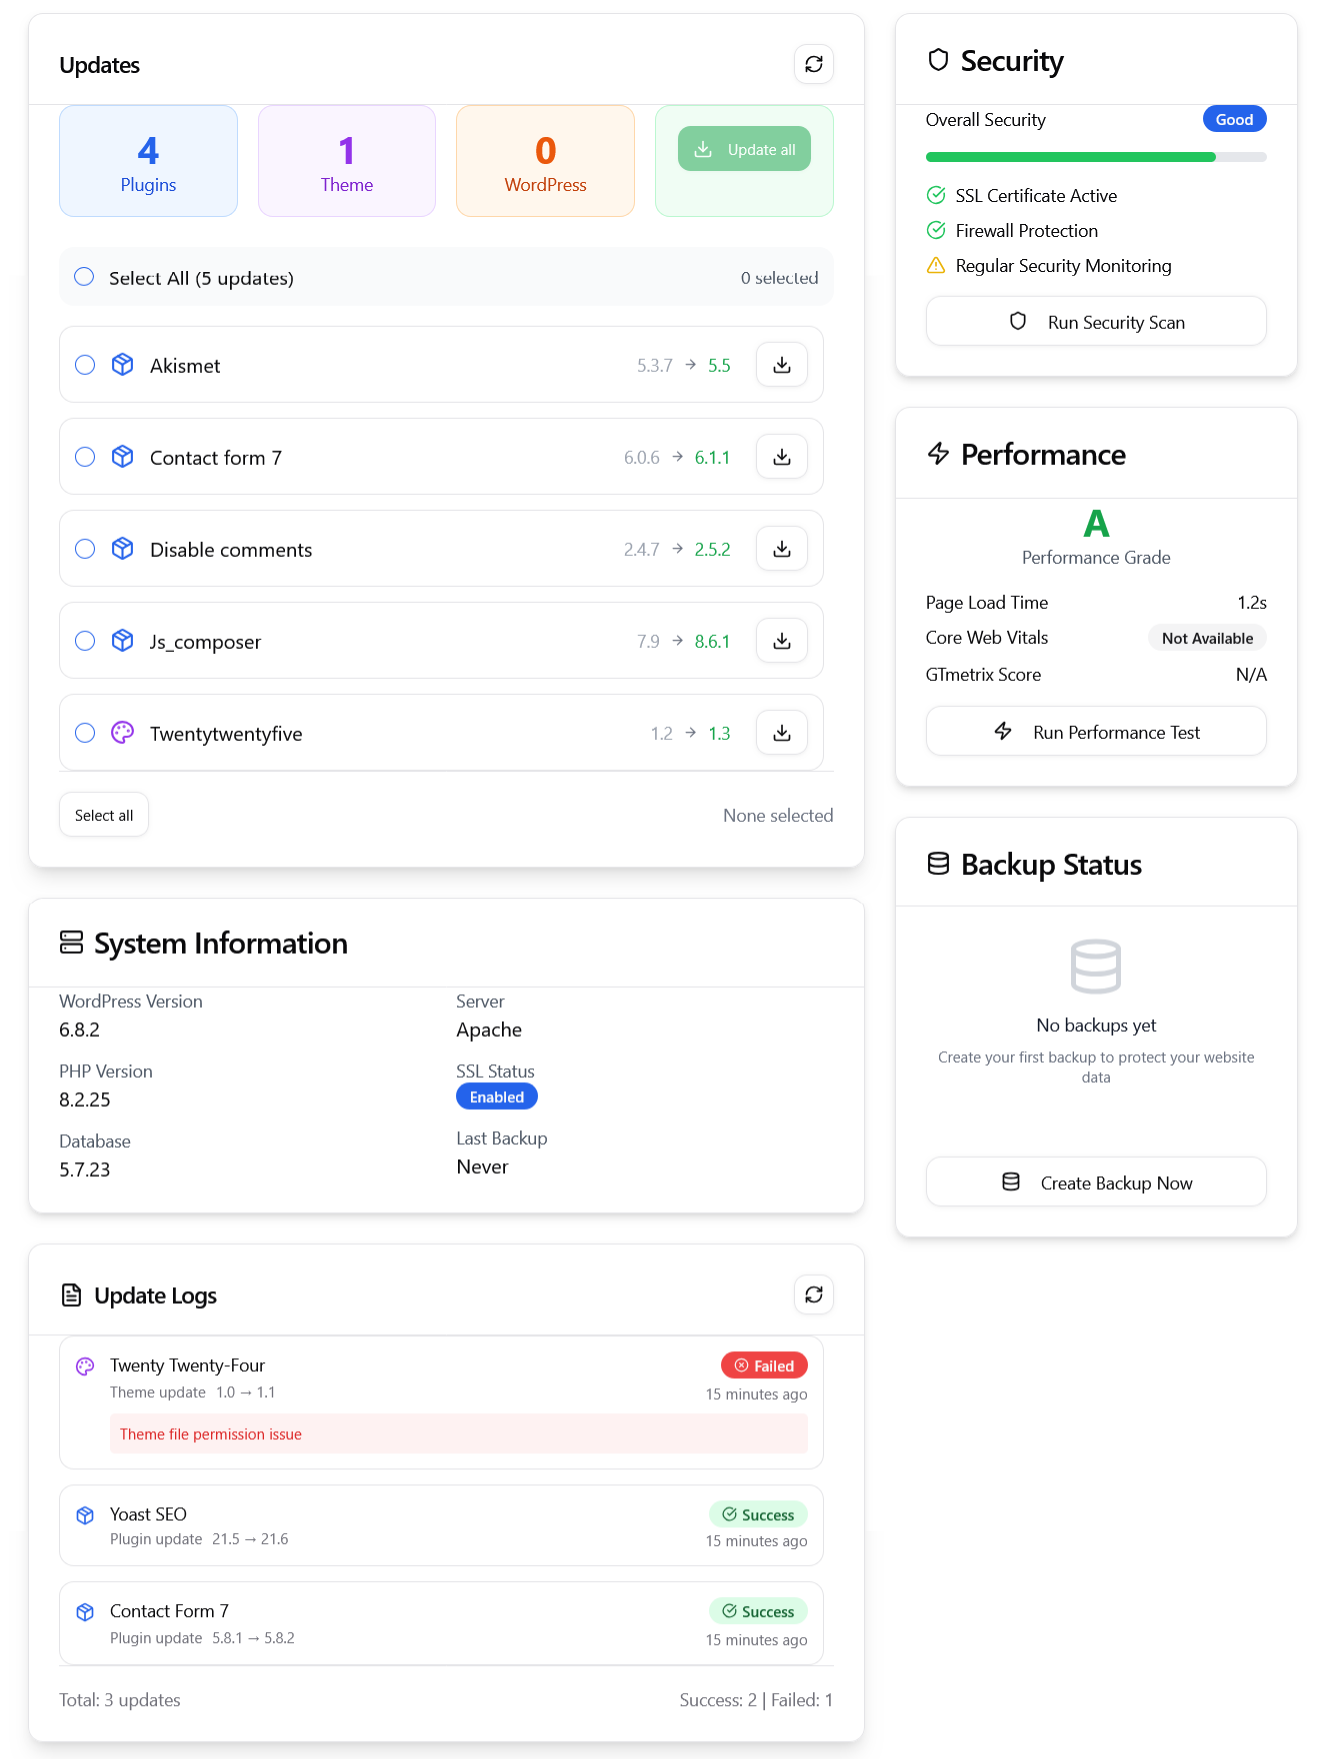 Updates
4
Plugins
1
Theme
0
WordPress
Update all
Select All (5 updates)
0 selected
Akismet
5.3.7 → 5.5
Contact form 7
6.0.6 → 6.1.1
Disable comments
2.4.7 → 2.5.2
Js_composer
7.9 → 8.6.1
Twentytwentyfive
1.2 → 1.3
Select all
None selected
System Information
WordPress Version
6.8.2
Server
Apache
PHP Version
8.2.25
SSL Status
Enabled
Database
5.7.23
Last Backup
Never
Update Logs
Twenty Twenty-Four
Failed
Theme update 1.0 → 1.1
15 minutes ago
Theme file permission issue
Yoast SEO
Success
Plugin update 21.5 → 21.6
15 minutes ago
Contact Form 7
Success
Plugin update 5.8.1 → 5.8.2
15 minutes ago
Total: 3 updates
Success: 2 | Failed: 1
Security
Overall Security
Good
SSL Certificate Active
Firewall Protection
Regular Security Monitoring
Run Security Scan
Performance
A
Performance Grade
Page Load Time
1.2s
Core Web Vitals
Not Available
GTmetrix Score
N/A
Run Performance Test
Backup Status
No backups yet
Create your first backup to protect your website
data
Create Backup Now